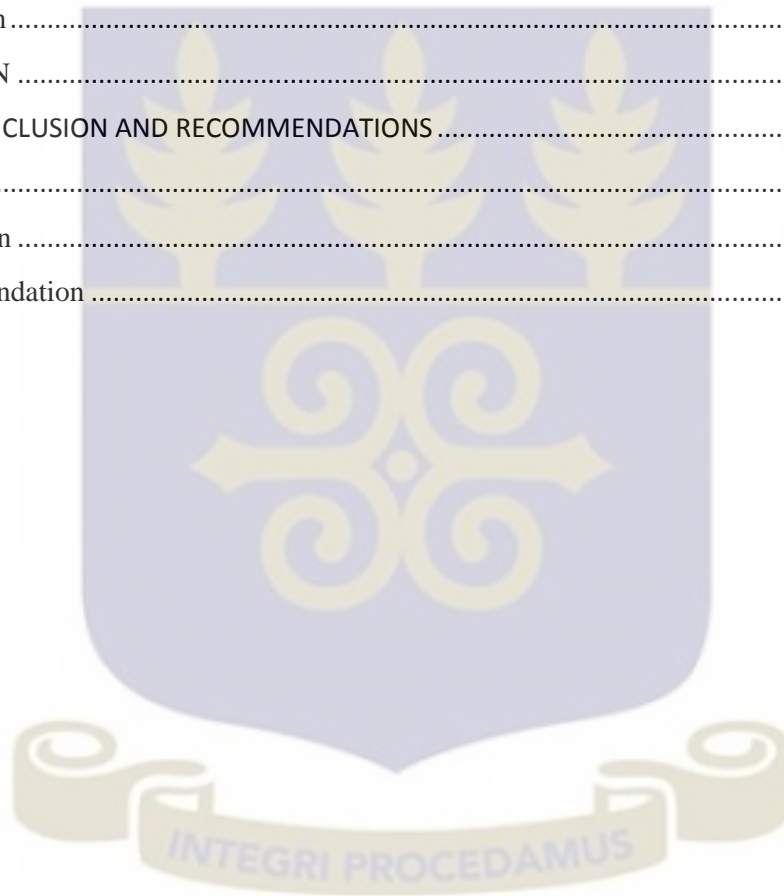 n ........................................................................................................
N ........................................................................................................
CLUSION AND RECOMMENDATIONS ...............................................
........................................................................................................
n ........................................................................................................
ndation ...............................................................................................
INTEGRI PROCEDAMUS